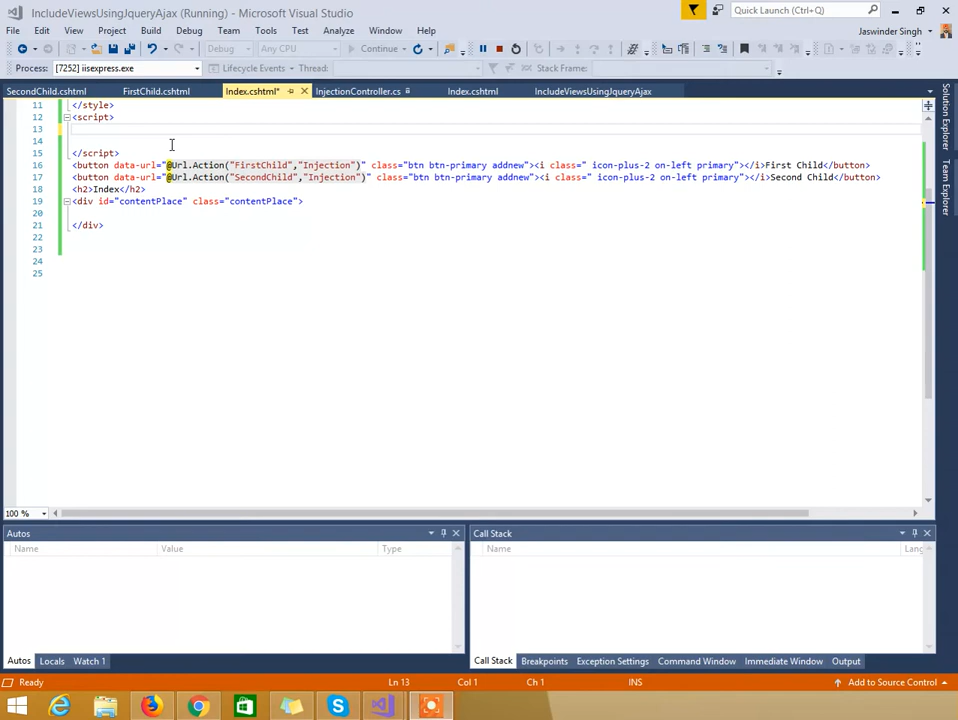 IncludeViewsUsingJqueryAjax (Running) - Microsoft Visual Studio
Quick Launch (Ctrl+Q)
File Edit View Project Build Debug Team Tools Test Analyze Window Help
Jaswinder Singh
Debug Any CPU Continue
Process: [7252] iisexpress.exe Lifecycle Events Thread: Stack Frame:
SecondChild.cshtml FirstChild.cshtml Index.cshtml* InjectionController.cs Index.cshtml IncludeViewsUsingJqueryAjax
Solution Explorer
Team Explorer
11 </style>
12 <script>
13
14
15 </script>
16 <button data-url="@Url.Action("FirstChild","Injection")" class="btn btn-primary addnew"><i class=" icon-plus-2 on-left primary"></i>First Child</button>
17 <button data-url="@Url.Action("SecondChild","Injection")" class="btn btn-primary addnew"><i class=" icon-plus-2 on-left primary"></i>Second Child</button>
18 <h2>Index</h2>
19 <div id="contentPlace" class="contentPlace">
20
21 </div>
22
23
24
25
100 %
Autos
Name Value Type
Call Stack
Name Lang
Autos Locals Watch 1
Call Stack Breakpoints Exception Settings Command Window Immediate Window Output
Ready Ln 13 Col 1 Ch 1 INS Add to Source Control